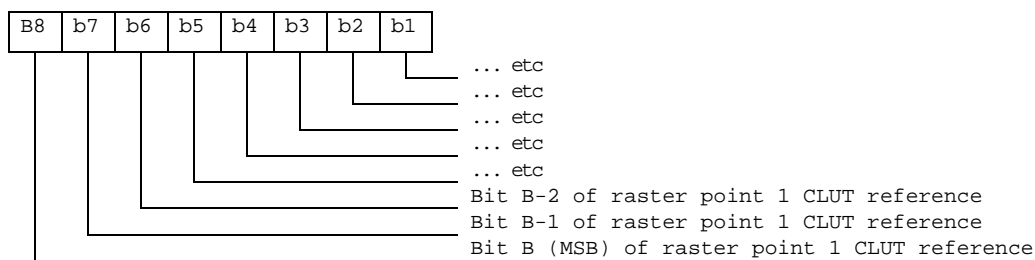 B8 b7 b6 b5 b4 b3 b2 b1
... etc
... etc
... etc
... etc
... etc
Bit B-2 of raster point 1 CLUT reference
Bit B-1 of raster point 1 CLUT reference
Bit B (MSB) of raster point 1 CLUT reference